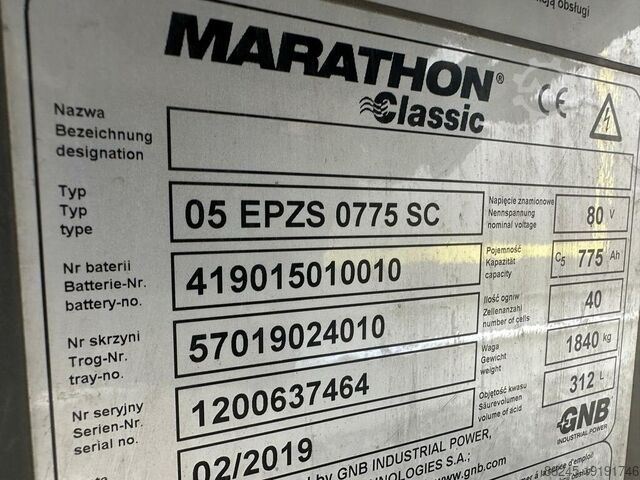 obsługi
MARATHON®
Classic
CE
Nazwa
Bezeichnung
designation
Typ
Typ
type
05 EPZS 0775 SC
Napięcie znamionowe
Nennspannung
nominal voltage
80 V
Nr baterii
Batterie-Nr.
battery-no.
419015010010
Pojemność
Kapazität
capacity
C5 775 Ah
Nr skrzyni
Trog-Nr.
tray-no.
57019024010
Ilość ogniw
Zellenanzahl
number of cells
40
Waga
Gewicht
weight
1840 kg
Nr seryjny
Serien-Nr.
serial no.
1200637464
Objętość kwasu
Säurevolumen
volume of acid
312 L
02/2019
GNB
INDUSTRIAL POWER
by GNB INDUSTRIAL POWER,
NOLOGIES S.A.;
www.gnb.com